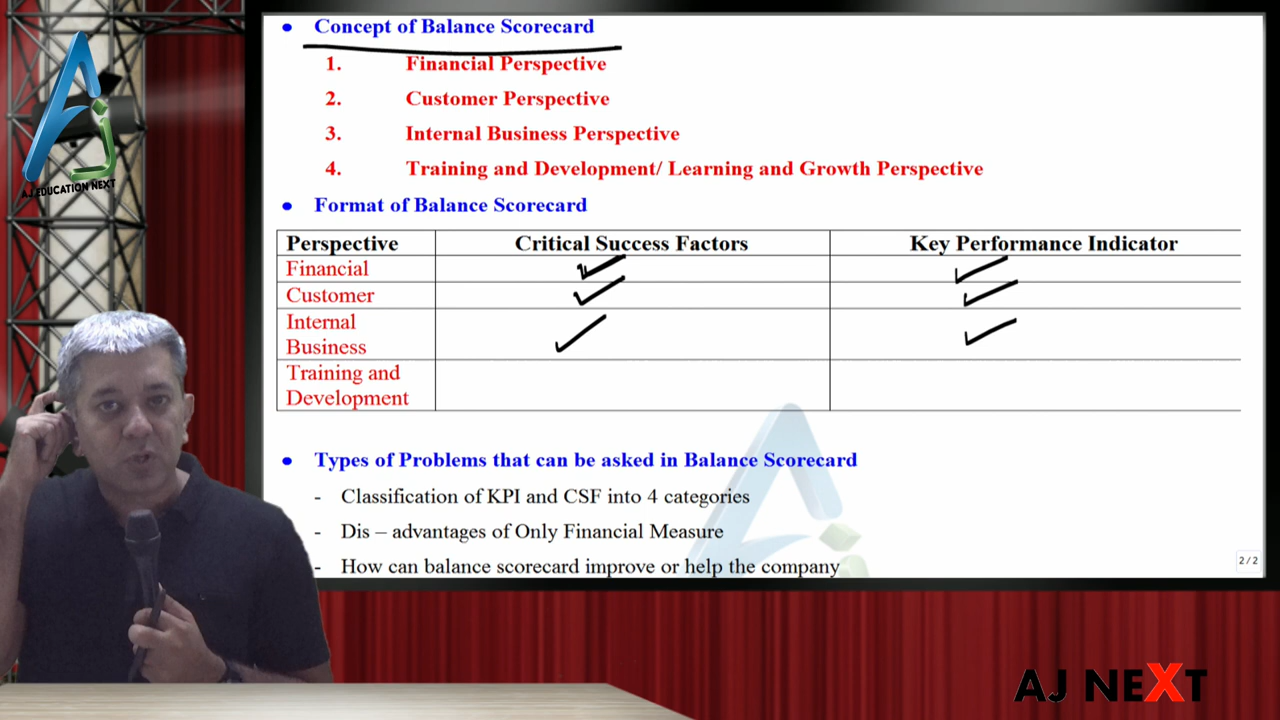 • Concept of Balance Scorecard
1. Financial Perspective
2. Customer Perspective
3. Internal Business Perspective
4. Training and Development/ Learning and Growth Perspective
• Format of Balance Scorecard
Perspective Critical Success Factors Key Performance Indicator
Financial
Customer
Internal
Business
Training and
Development
• Types of Problems that can be asked in Balance Scorecard
- Classification of KPI and CSF into 4 categories
- Dis – advantages of Only Financial Measure
- How can balance scorecard improve or help the company
2/2
AJ EDUCATION NEXT
AJ NEXT